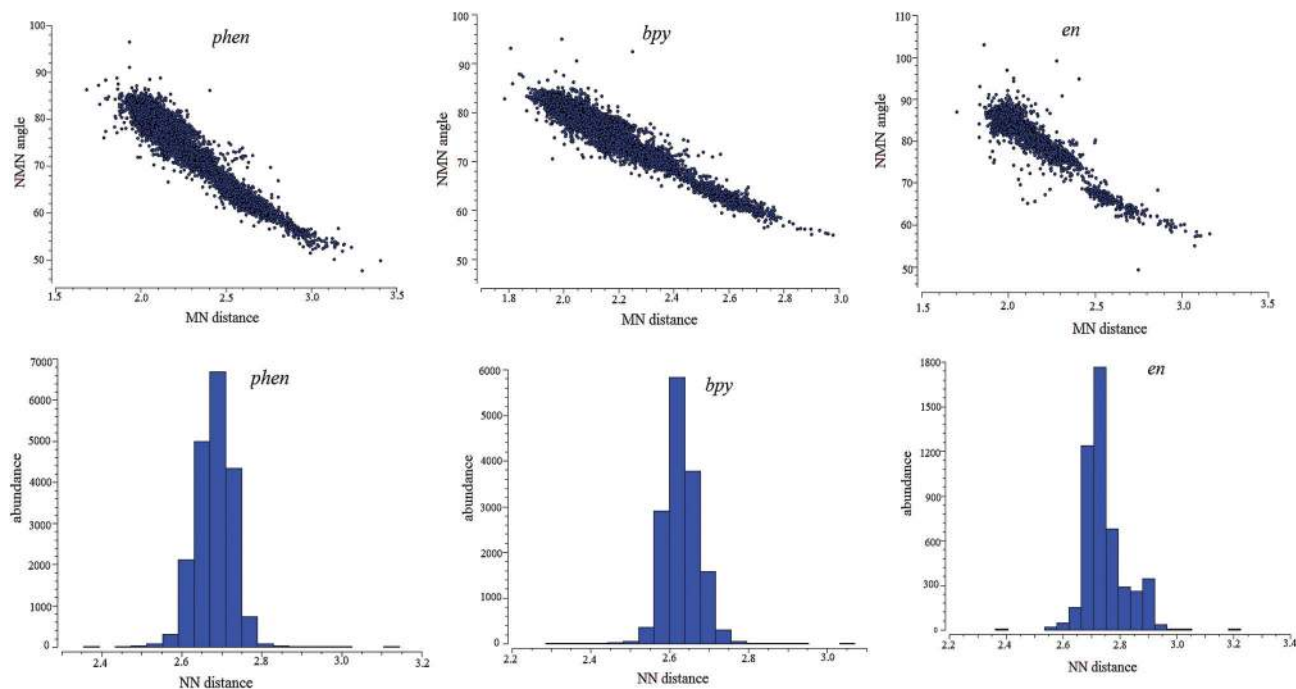 phen
100
90
80
70
60
50
NMN angle
1.5 2.0 2.5 3.0 3.5
MN distance
bpy
100
90
80
70
60
50
NMN angle
1.8 2.0 2.2 2.4 2.6 2.8 3.0
MN distance
en
110
100
90
80
70
60
50
NMN angle
1.5 2.0 2.5 3.0 3.5
MN distance
phen
7000
6000
5000
4000
3000
2000
1000
0
abundance
2.4 2.6 2.8 3.0 3.2
NN distance
bpy
6000
5000
4000
3000
2000
1000
0
abundance
2.2 2.4 2.6 2.8 3.0
NN distance
en
1800
1500
1200
900
600
300
0
abundance
2.2 2.4 2.6 2.8 3.0 3.2 3.4
NN distance